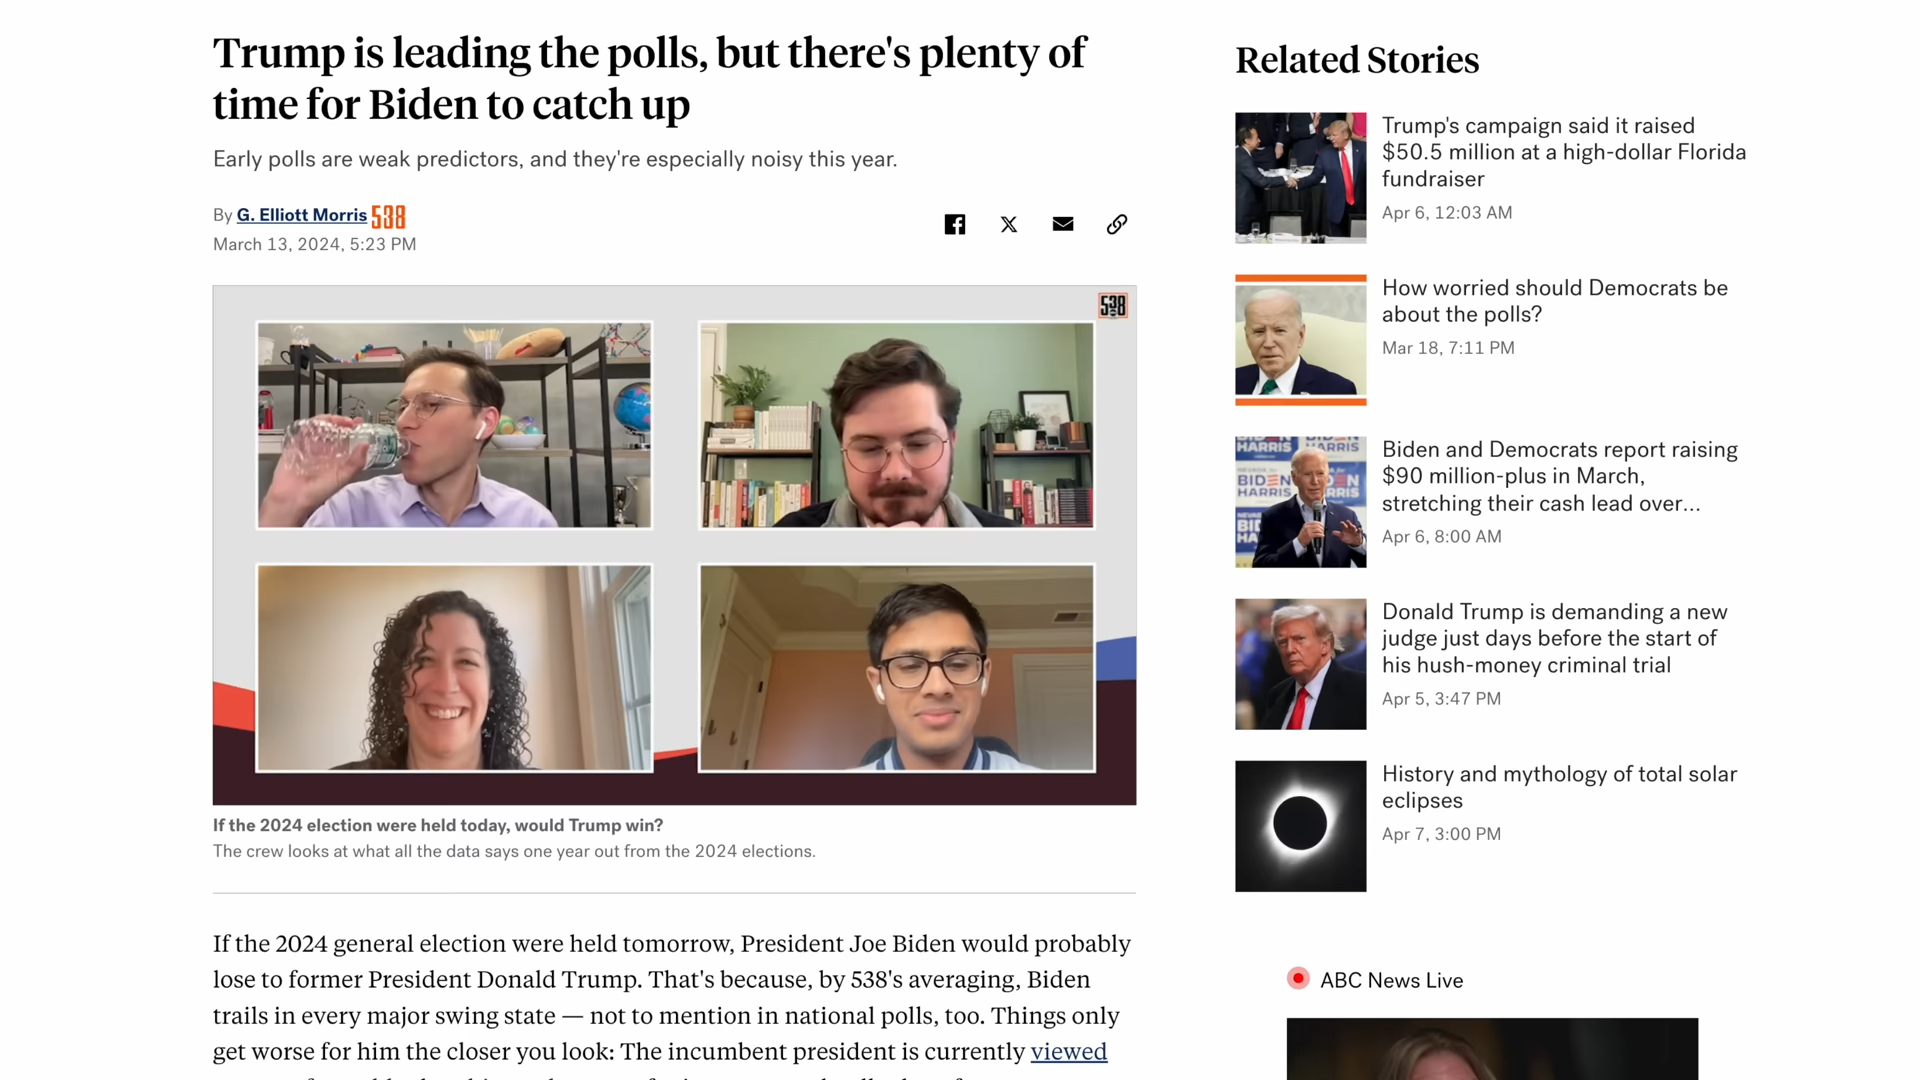 Trump is leading the polls, but there's plenty of
time for Biden to catch up
Early polls are weak predictors, and they're especially noisy this year.
By G. Elliott Morris 538
March 13, 2024, 5:23 PM
538
If the 2024 election were held today, would Trump win?
The crew looks at what all the data says one year out from the 2024 elections.
If the 2024 general election were held tomorrow, President Joe Biden would probably
lose to former President Donald Trump. That's because, by 538's averaging, Biden
trails in every major swing state — not to mention in national polls, too. Things only
get worse for him the closer you look: The incumbent president is currently viewed
Related Stories
Trump's campaign said it raised
$50.5 million at a high-dollar Florida
fundraiser
Apr 6, 12:03 AM
How worried should Democrats be
about the polls?
Mar 18, 7:11 PM
BIDEN
HARRIS
HARRIS
Biden and Democrats report raising
$90 million-plus in March,
stretching their cash lead over...
Apr 6, 8:00 AM
Donald Trump is demanding a new
judge just days before the start of
his hush-money criminal trial
Apr 5, 3:47 PM
History and mythology of total solar
eclipses
Apr 7, 3:00 PM
ABC News Live